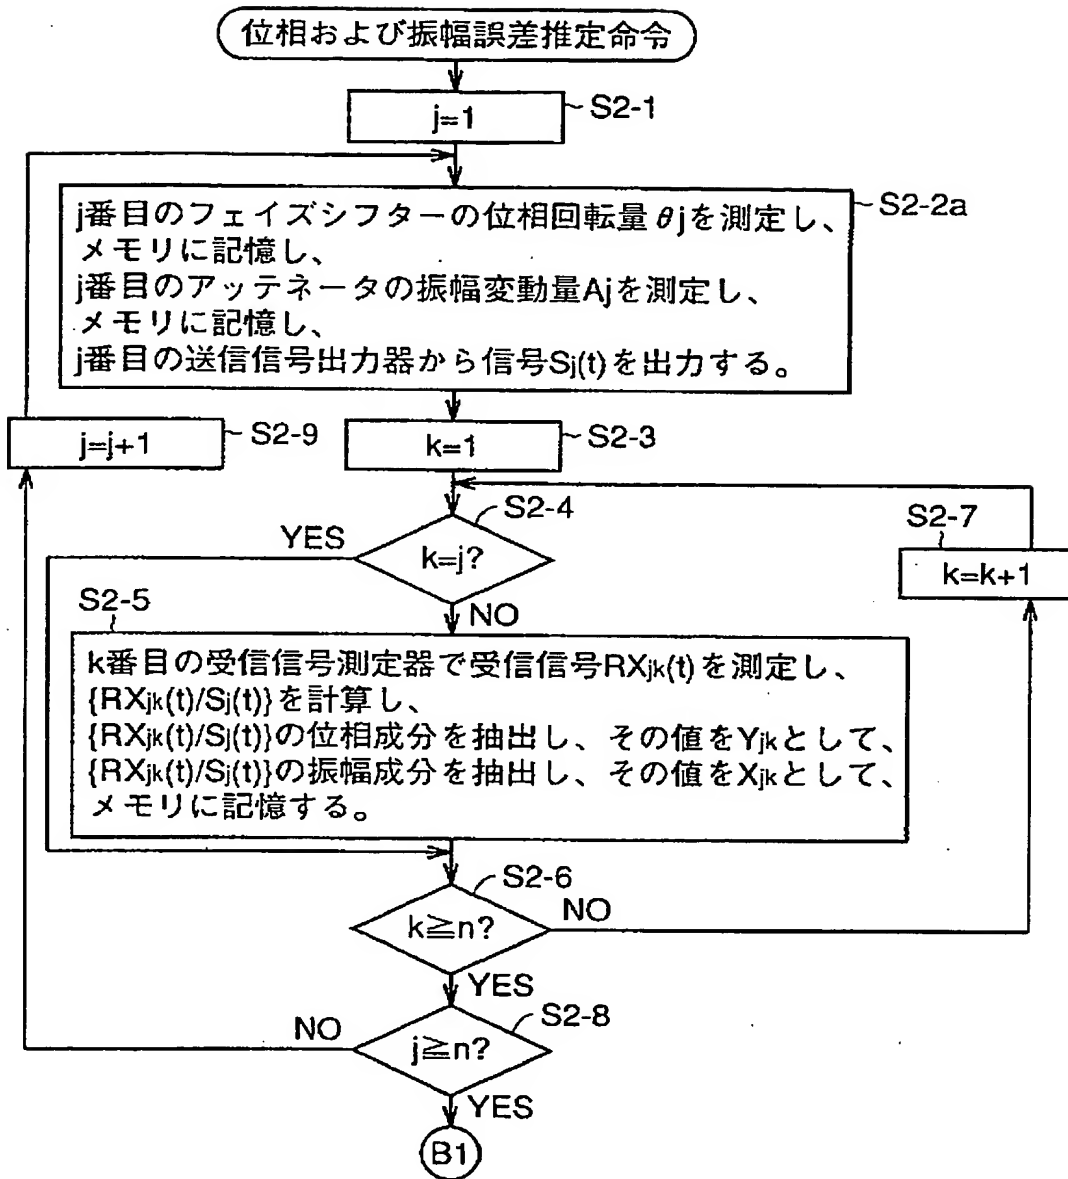 位相および振幅誤差推定命令
j=1
S2-1
j番目のフェイズシフターの位相回転量θjを測定し、
メモリに記憶し、
j番目のアッテネータの振幅変動量Ajを測定し、
メモリに記憶し、
j番目の送信信号出力器から信号Sj(t)を出力する。
S2-2a
j=j+1
S2-9
k=1
S2-3
S2-4
YES
k=j?
NO
S2-7
k=k+1
S2-5
k番目の受信信号測定器で受信信号RXjk(t)を測定し、
{RXjk(t)/Sj(t)}を計算し、
{RXjk(t)/Sj(t)}の位相成分を抽出し、その値をYjkとして、
{RXjk(t)/Sj(t)}の振幅成分を抽出し、その値をXjkとして、
メモリに記憶する。
S2-6
k≧n?
NO
YES
S2-8
NO
j≧n?
YES
B1